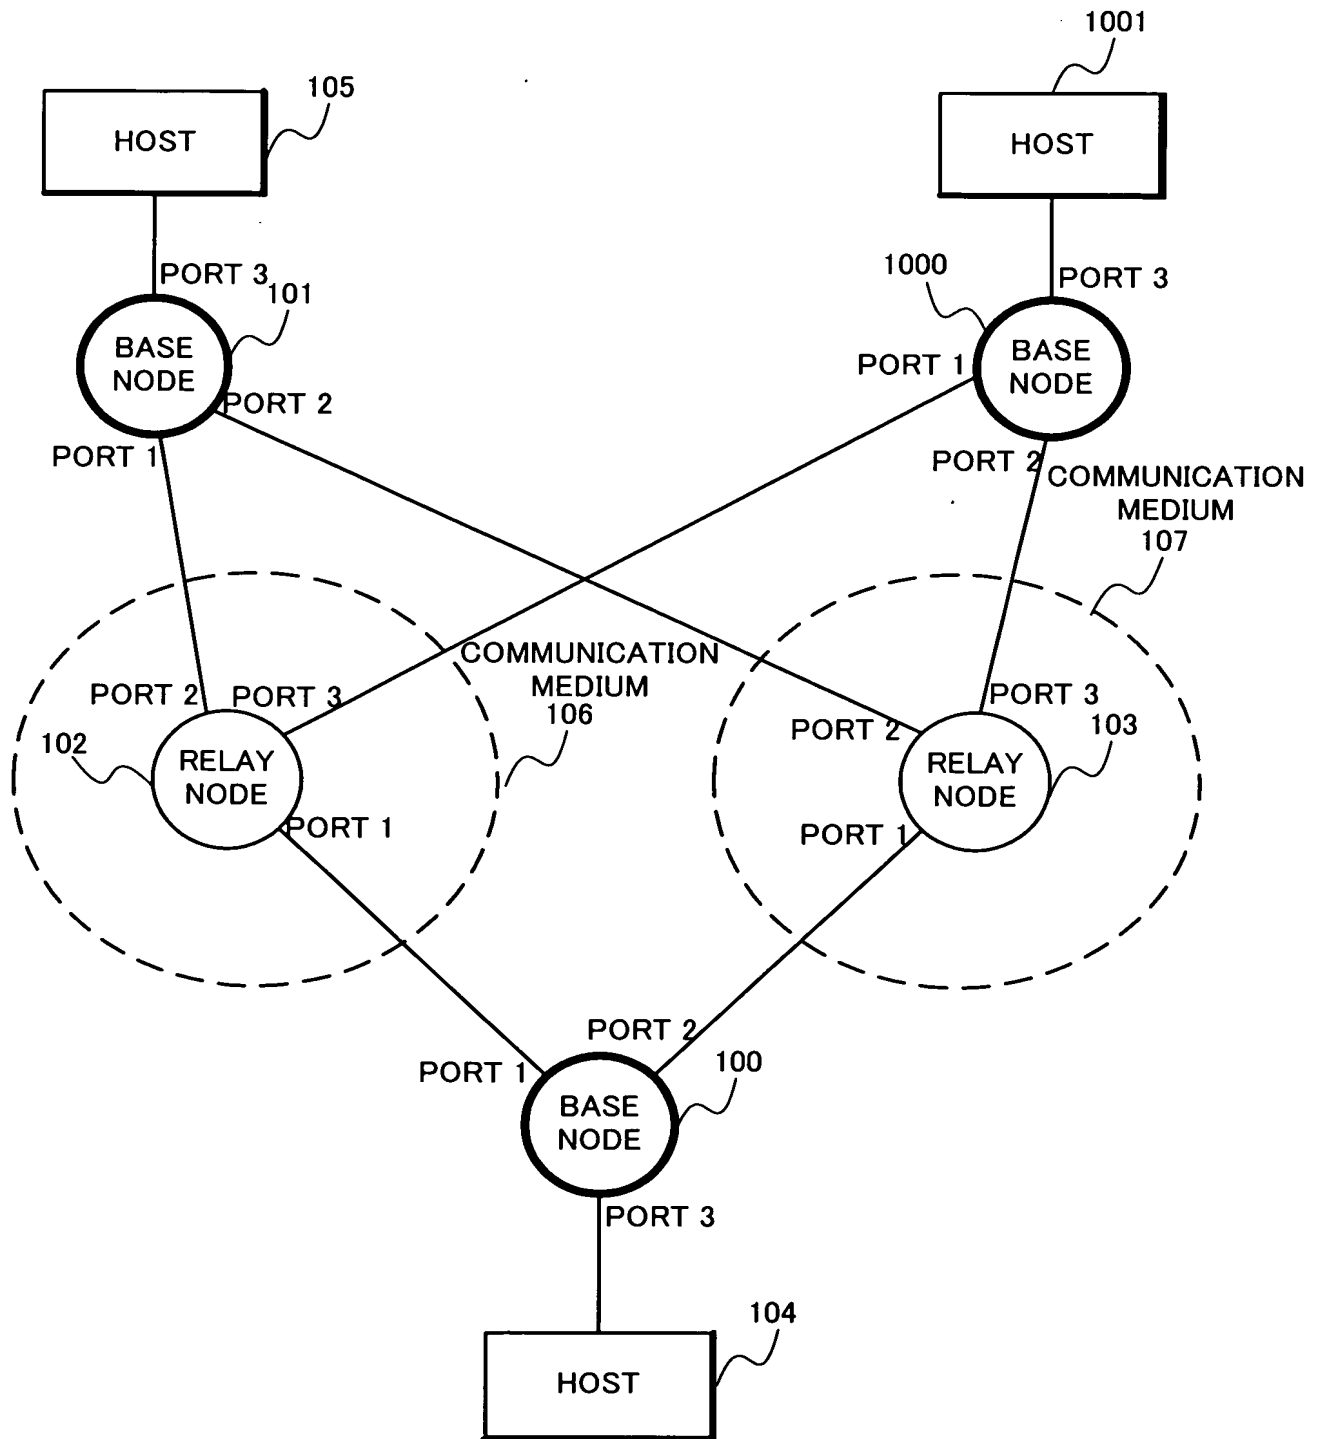 1001
105
HOST
HOST
PORT 3
101
1000
PORT 3
BASE
NODE
BASE
NODE
PORT 1
PORT 2
PORT 1
PORT 2
COMMUNICATION
MEDIUM
107
COMMUNICATION
MEDIUM
106
PORT 2
PORT 3
PORT 3
PORT 2
103
102
RELAY
NODE
RELAY
NODE
PORT 1
PORT 1
PORT 2
PORT 1
100
BASE
NODE
PORT 3
104
HOST